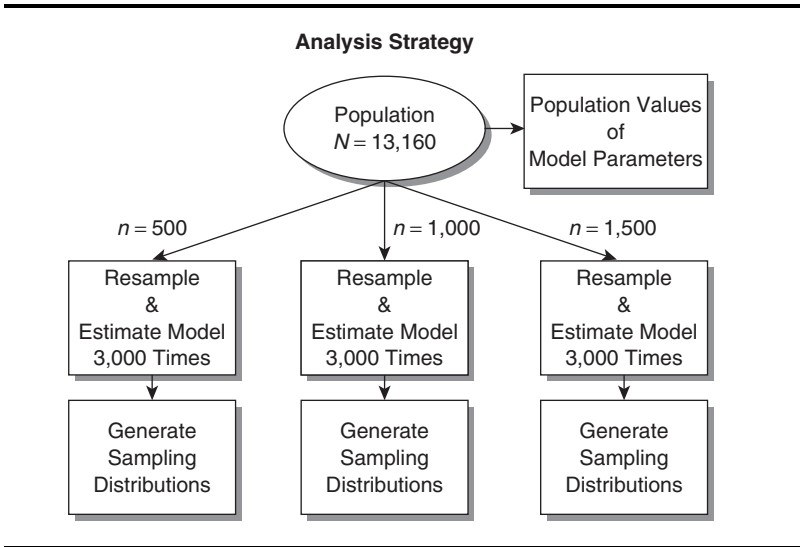 Analysis Strategy
Population
N = 13,160
Population Values
of
Model Parameters
n = 500
n = 1,000
n = 1,500
Resample
&
Estimate Model
3,000 Times
Resample
&
Estimate Model
3,000 Times
Resample
&
Estimate Model
3,000 Times
Generate
Sampling
Distributions
Generate
Sampling
Distributions
Generate
Sampling
Distributions